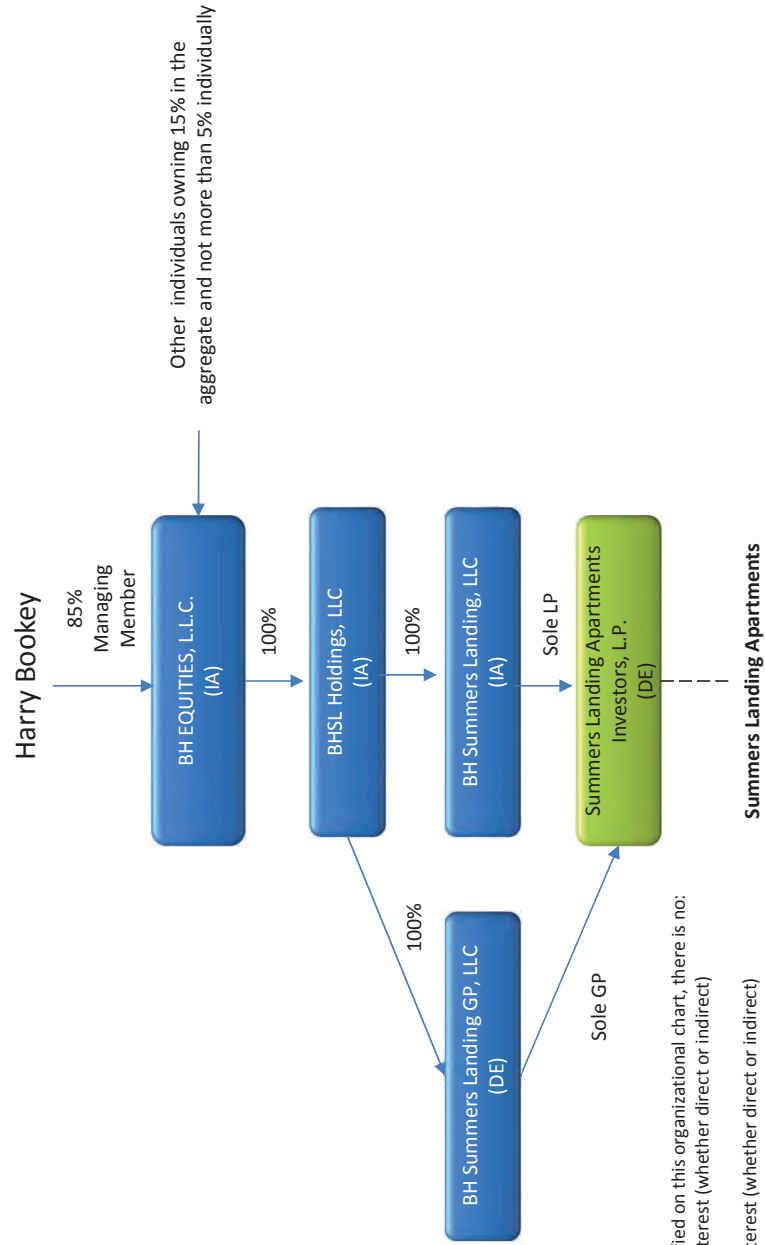 Harry Bookey
85%
Managing
Member
Other individuals owning 15% in the
aggregate and not more than 5% individually
BH EQUITIES, L.L.C.
(IA)
100%
BHSL Holdings, LLC
(IA)
100%
100%
BH Summers Landing GP, LLC
(DE)
BH Summers Landing, LLC
(IA)
Sole GP
Sole LP
Summers Landing Apartments
Investors, L.P.
(DE)
Summers Landing Apartments
fied on this organizational chart, there is no:
terest (whether direct or indirect)
terest (whether direct or indirect)